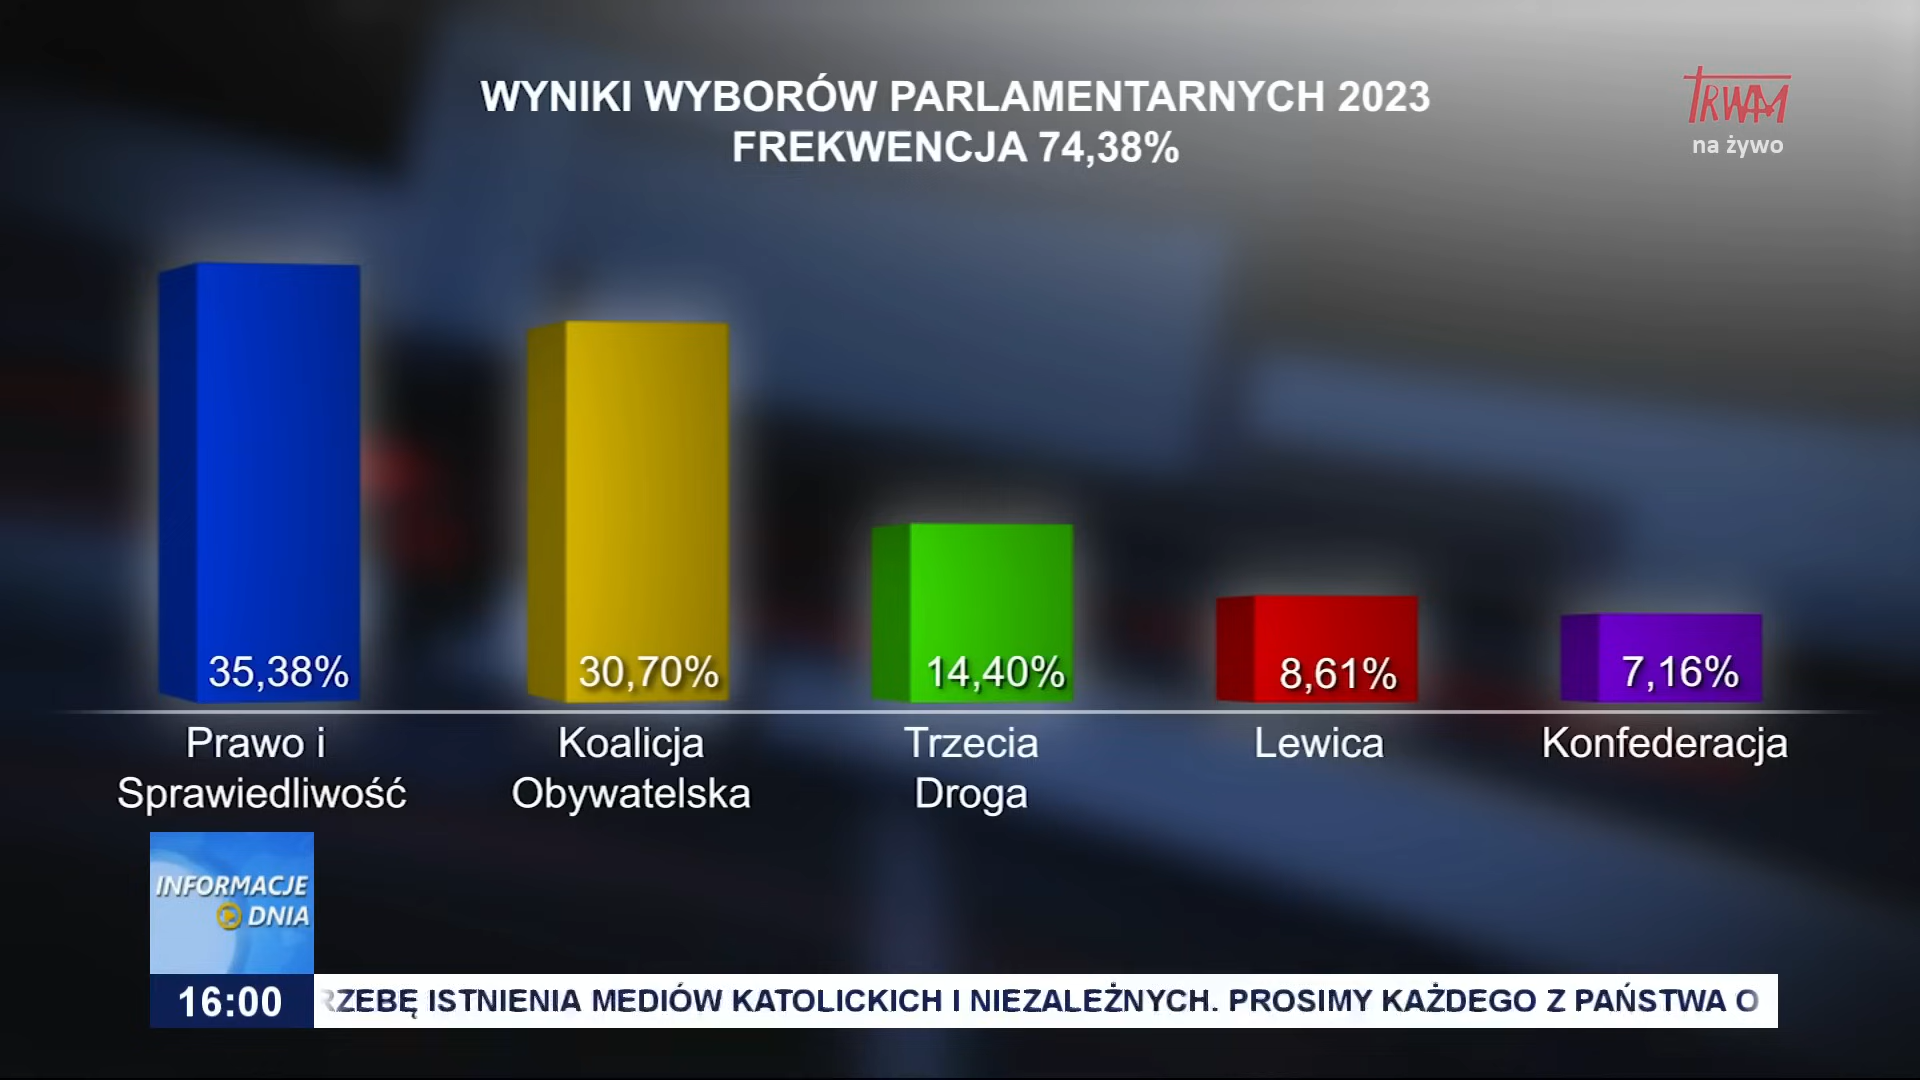 WYNIKI WYBORÓW PARLAMENTARNYCH 2023
FREKWENCJA 74,38%
TRWAM
na żywo
35,38%
30,70%
14,40%
8,61%
7,16%
Prawo i
Sprawiedliwość
Koalicja
Obywatelska
Trzecia
Droga
Lewica
Konfederacja
INFORMACJE
DNIA
16:00
RZEBĘ ISTNIENIA MEDIÓW KATOLICKICH I NIEZALEŻNYCH. PROSIMY KAŻDEGO Z PAŃSTWA O